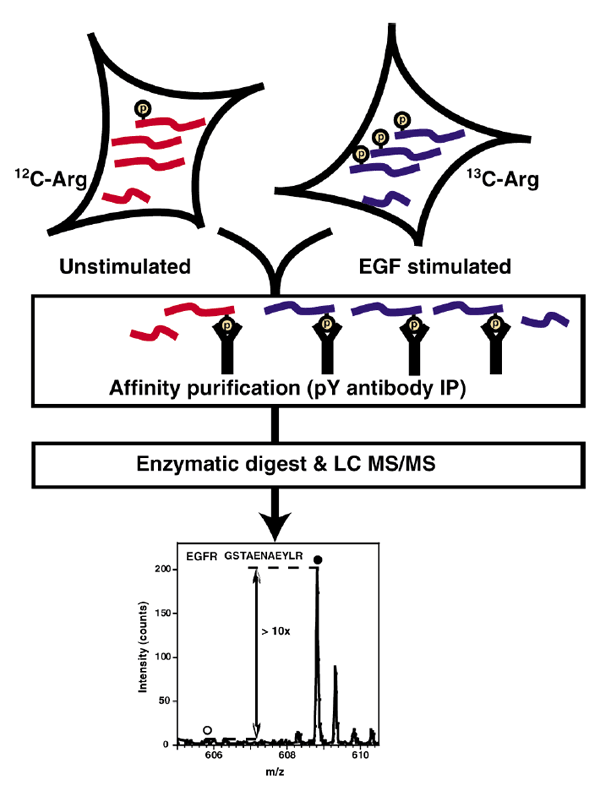 P
P
P
P
¹²C-Arg
¹³C-Arg
Unstimulated
EGF stimulated
P
P
P
P
Affinity purification (pY antibody IP)
Enzymatic digest & LC MS/MS
EGFR GSTAENAEYLR
200
150
100
50
0
> 10x
Intensity (counts)
606
608
610
m/z